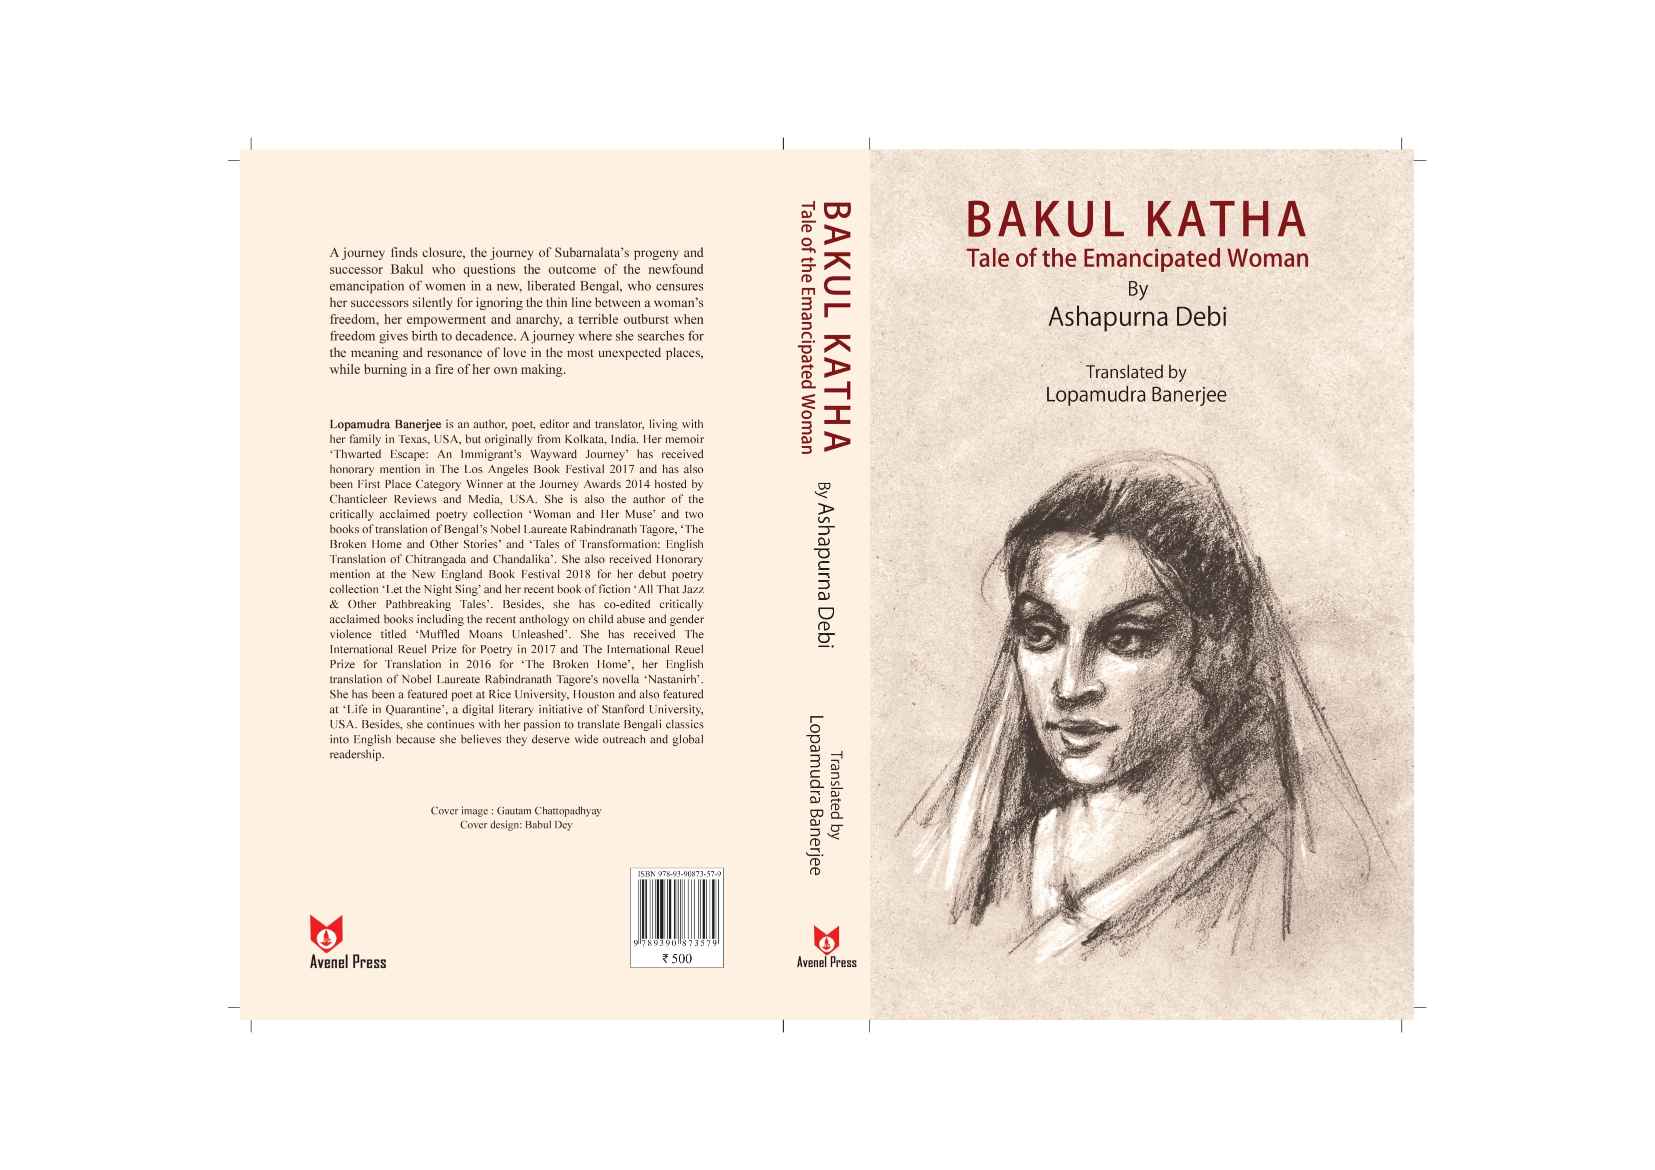 A journey finds closure, the journey of Subarnalata’s progeny and
successor Bakul who questions the outcome of the newfound
emancipation of women in a new, liberated Bengal, who censures
her successors silently for ignoring the thin line between a woman’s
freedom, her empowerment and anarchy, a terrible outburst when
freedom gives birth to decadence. A journey where she searches for
the meaning and resonance of love in the most unexpected places,
while burning in a fire of her own making.
Lopamudra Banerjee is an author, poet, editor and translator, living with
her family in Texas, USA, but originally from Kolkata, India. Her memoir
‘Thwarted Escape: An Immigrant’s Wayward Journey’ has received
honorary mention in The Los Angeles Book Festival 2017 and has also
been First Place Category Winner at the Journey Awards 2014 hosted by
Chanticleer Reviews and Media, USA. She is also the author of the
critically acclaimed poetry collection ‘Woman and Her Muse’ and two
books of translation of Bengal’s Nobel Laureate Rabindranath Tagore, ‘The
Broken Home and Other Stories’ and ‘Tales of Transformation: English
Translation of Chitrangada and Chandalika’. She also received Honorary
mention at the New England Book Festival 2018 for her debut poetry
collection ‘Let the Night Sing’ and her recent book of fiction ‘All That Jazz
& Other Pathbreaking Tales’. Besides, she has co-edited critically
acclaimed books including the recent anthology on child abuse and gender
violence titled ‘Muffled Moans Unleashed’. She has received The
International Reuel Prize for Poetry in 2017 and The International Reuel
Prize for Translation in 2016 for ‘The Broken Home’, her English
translation of Nobel Laureate Rabindranath Tagore's novella ‘Nastanirh’.
She has been a featured poet at Rice University, Houston and also featured
at ‘Life in Quarantine’, a digital literary initiative of Stanford University,
USA. Besides, she continues with her passion to translate Bengali classics
into English because she believes they deserve wide outreach and global
readership.
Cover image : Gautam Chattopadhyay
Cover design: Babul Dey
Avenel Press
ISBN 978-93-90873-57-9
9 789390 873579
₹ 500
BAKUL KATHA
Tale of the Emancipated Woman
By Ashapurna Debi
Translated by
Lopamudra Banerjee
Avenel Press
BAKUL KATHA
Tale of the Emancipated Woman
By
Ashapurna Debi
Translated by
Lopamudra Banerjee